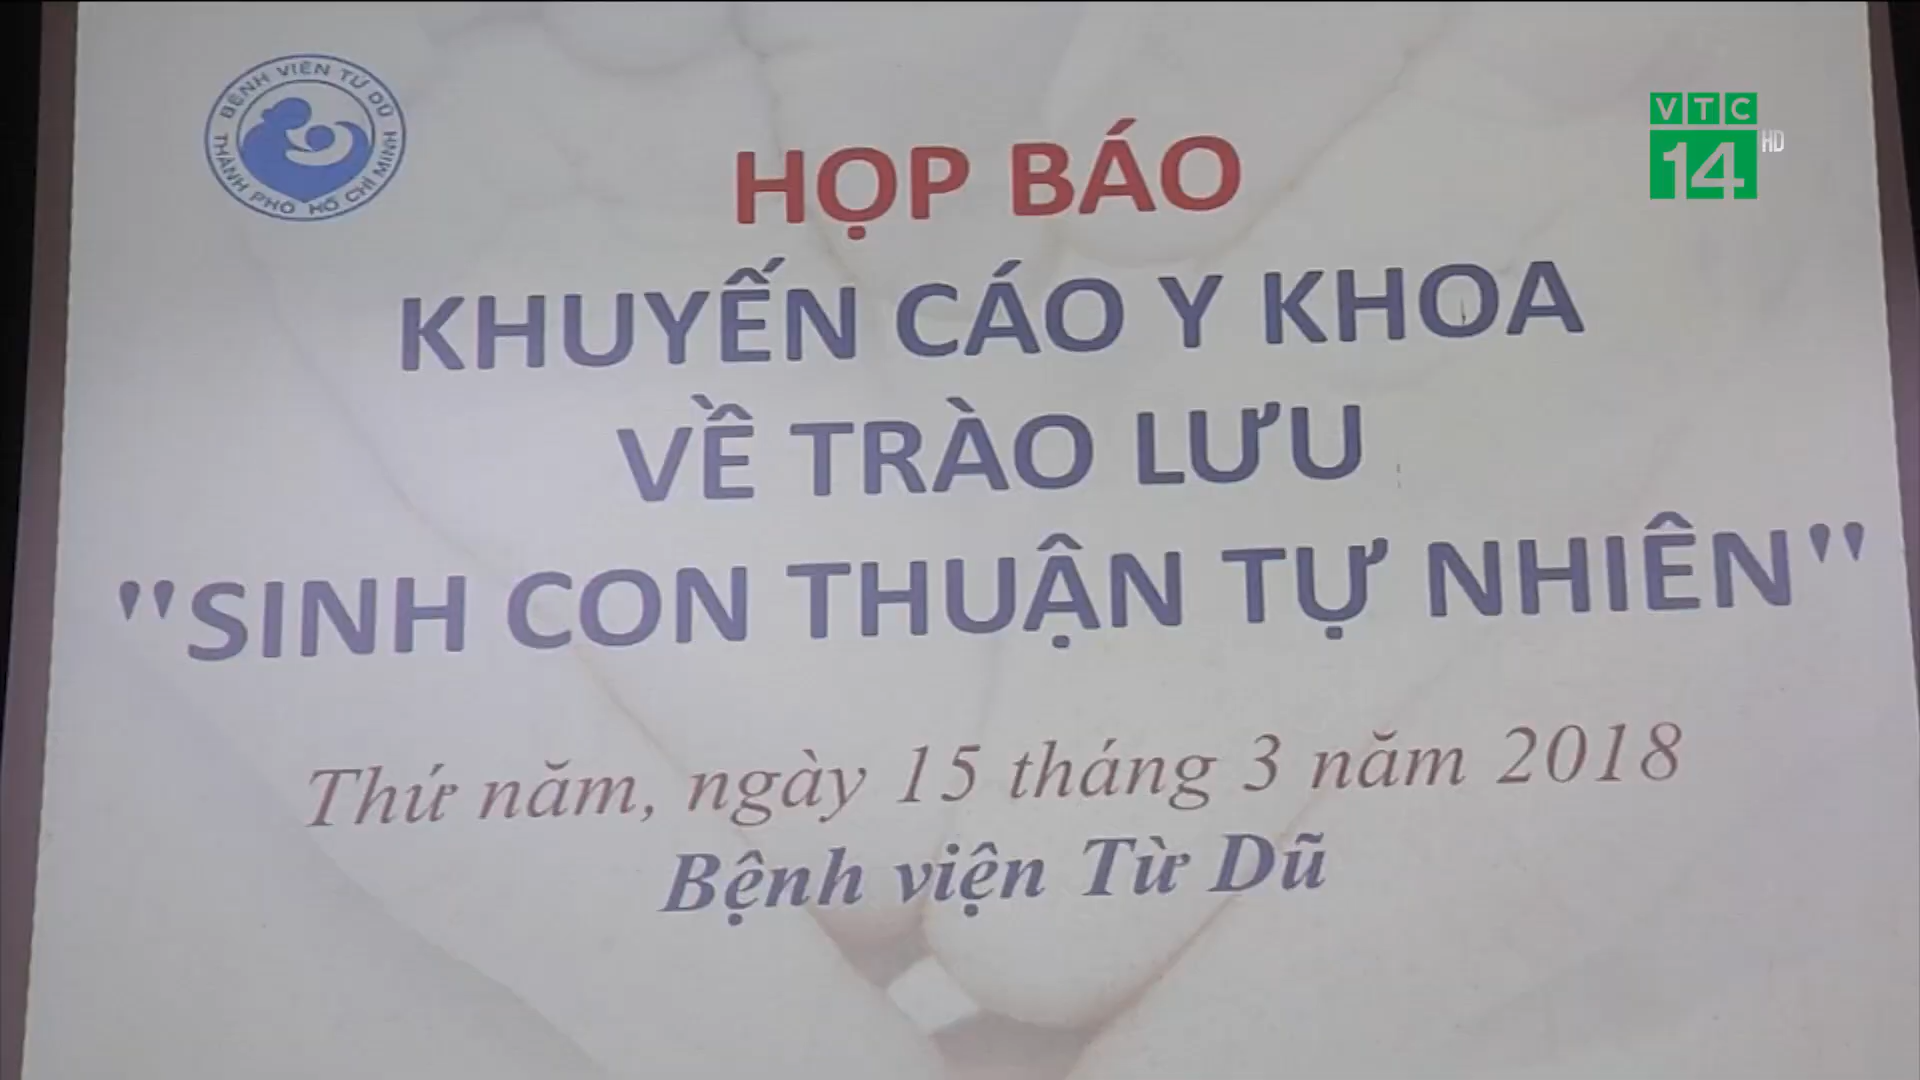 BỆNH VIỆN TỪ DŨ
THÀNH PHỐ HỒ CHÍ MINH
VTC
14 HD
HỌP BÁO
KHUYẾN CÁO Y KHOA
VỀ TRÀO LƯU
"SINH CON THUẬN TỰ NHIÊN"
Thứ năm, ngày 15 tháng 3 năm 2018
Bệnh viện Từ Dũ